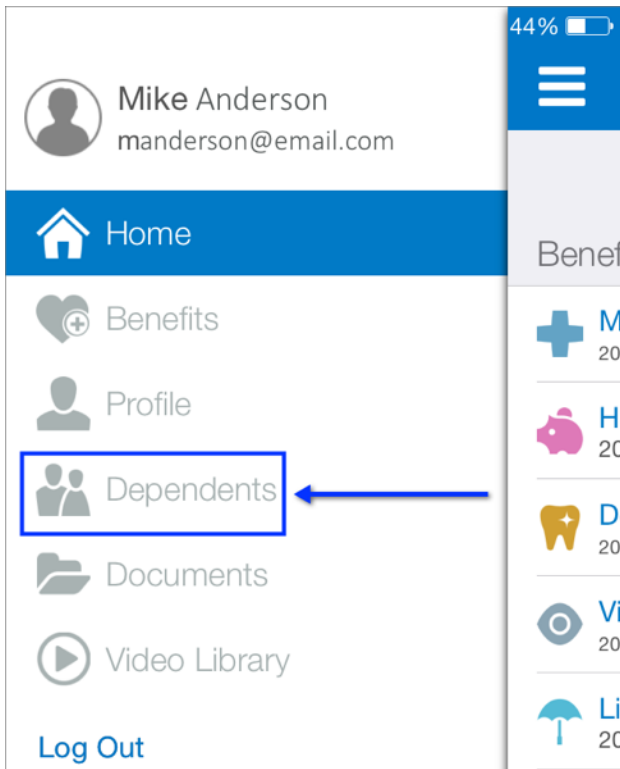 44%
Mike Anderson
manderson@email.com
Home
Benefits
Profile
Dependents
Documents
Video Library
Log Out